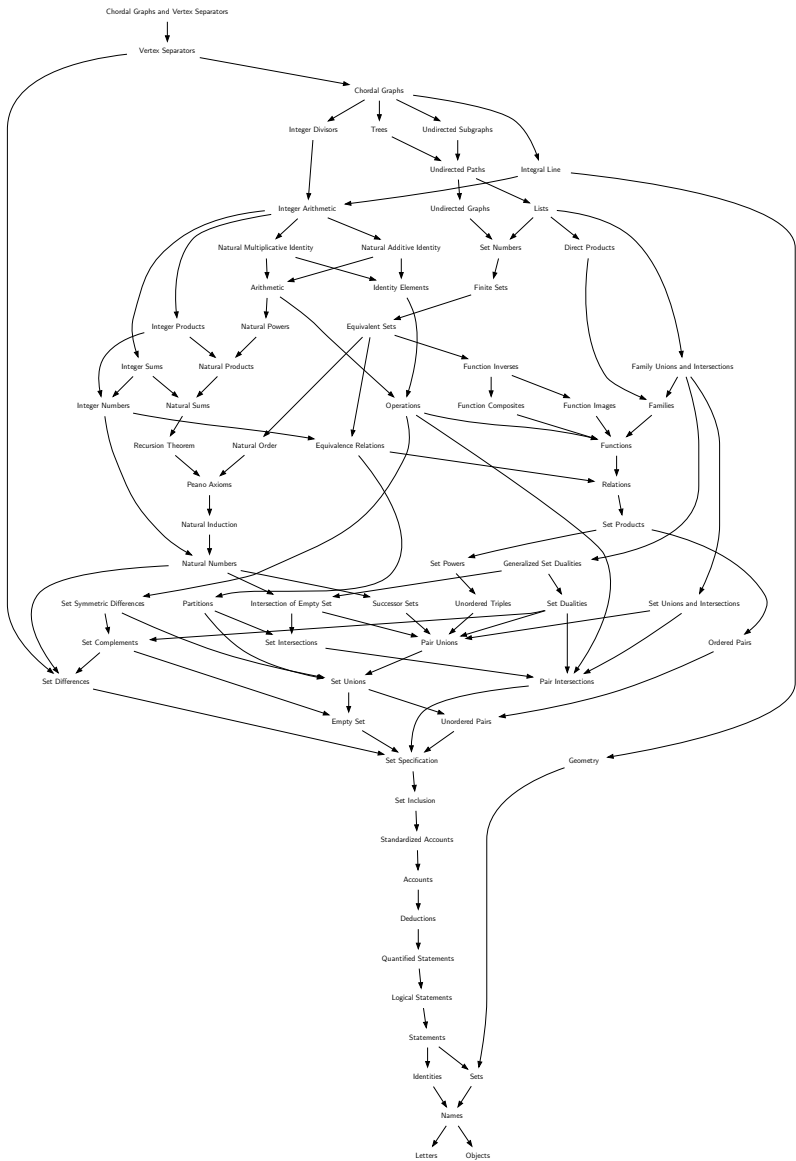 Chordal Graphs and Vertex Separators
Vertex Separators
Chordal Graphs
Integer Divisors
Trees
Undirected Subgraphs
Undirected Paths
Integral Line
Integer Arithmetic
Undirected Graphs
Lists
Natural Multiplicative Identity
Natural Additive Identity
Set Numbers
Direct Products
Arithmetic
Identity Elements
Finite Sets
Integer Products
Natural Powers
Equivalent Sets
Integer Sums
Natural Products
Function Inverses
Family Unions and Intersections
Integer Numbers
Natural Sums
Operations
Function Composites
Function Images
Families
Recursion Theorem
Natural Order
Equivalence Relations
Functions
Peano Axioms
Relations
Natural Induction
Set Products
Natural Numbers
Set Powers
Generalized Set Dualities
Set Symmetric Differences
Partitions
Intersection of Empty Set
Successor Sets
Unordered Triples
Set Dualities
Set Unions and Intersections
Set Complements
Set Intersections
Pair Unions
Ordered Pairs
Set Differences
Set Unions
Pair Intersections
Empty Set
Unordered Pairs
Set Specification
Geometry
Set Inclusion
Standardized Accounts
Accounts
Deductions
Quantified Statements
Logical Statements
Statements
Identities
Sets
Names
Letters
Objects